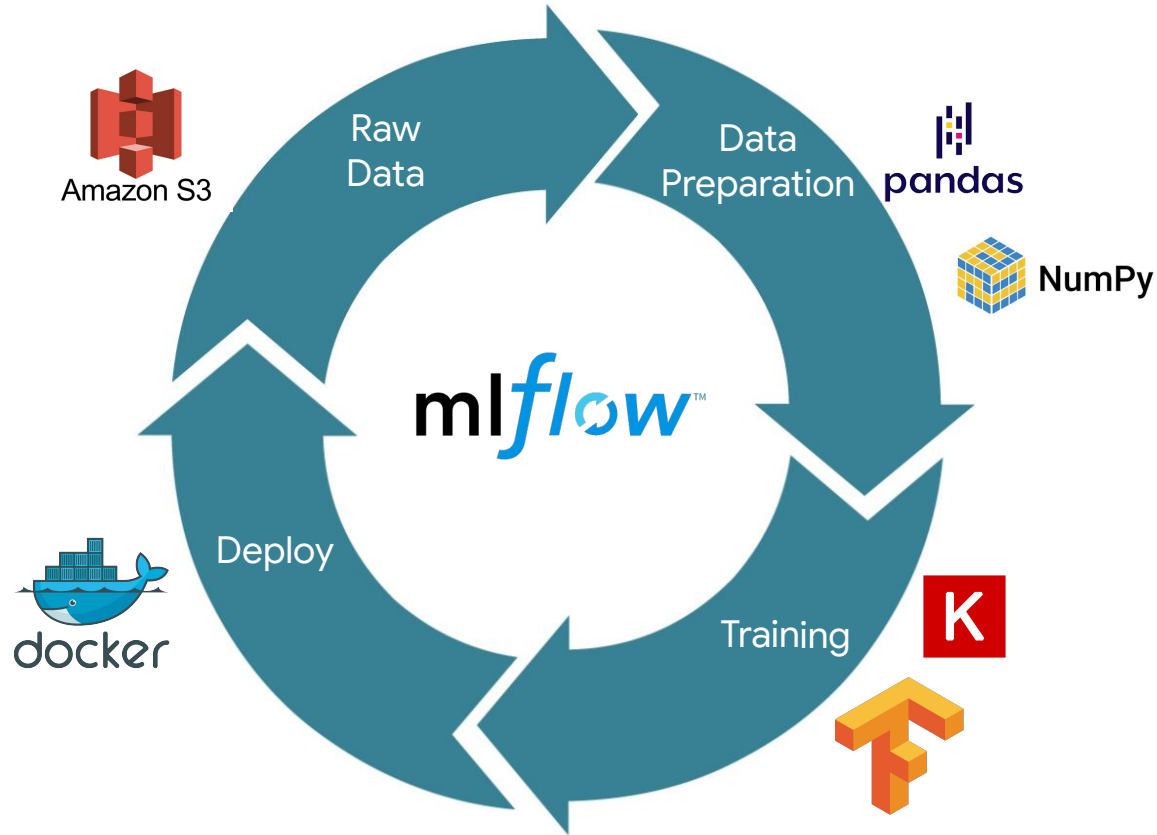 Raw
Data
Data
Preparation
Amazon S3
pandas
NumPy
mlflow™
Deploy
Training
K
docker